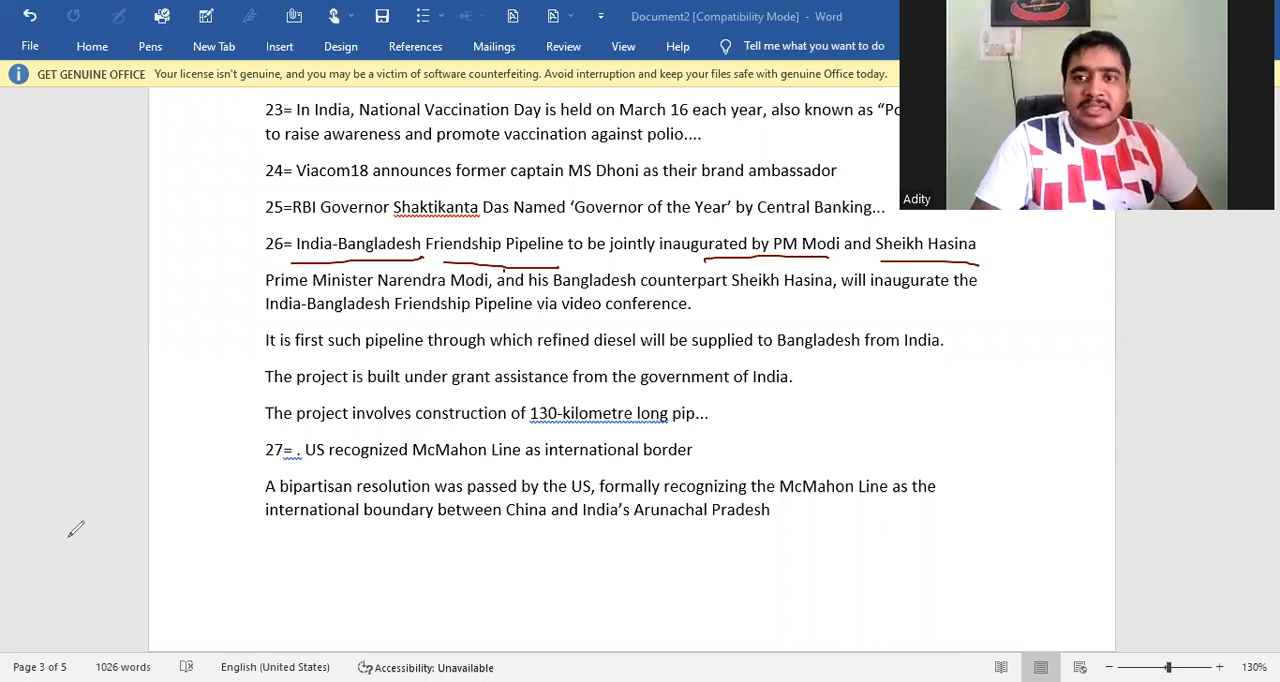 Document2 [Compatibility Mode] - Word
File Home Pens New Tab Insert Design References Mailings Review View Help Tell me what you want to do
GET GENUINE OFFICE Your license isn't genuine, and you may be a victim of software counterfeiting. Avoid interruption and keep your files safe with genuine Office today.
23= In India, National Vaccination Day is held on March 16 each year, also known as “Po
to raise awareness and promote vaccination against polio....
24= Viacom18 announces former captain MS Dhoni as their brand ambassador
25=RBI Governor Shaktikanta Das Named ‘Governor of the Year’ by Central Banking...
Adity
26= India-Bangladesh Friendship Pipeline to be jointly inaugurated by PM Modi and Sheikh Hasina
Prime Minister Narendra Modi, and his Bangladesh counterpart Sheikh Hasina, will inaugurate the
India-Bangladesh Friendship Pipeline via video conference.
It is first such pipeline through which refined diesel will be supplied to Bangladesh from India.
The project is built under grant assistance from the government of India.
The project involves construction of 130-kilometre long pip...
27= . US recognized McMahon Line as international border
A bipartisan resolution was passed by the US, formally recognizing the McMahon Line as the
international boundary between China and India’s Arunachal Pradesh
Page 3 of 5 1026 words English (United States) Accessibility: Unavailable 130%